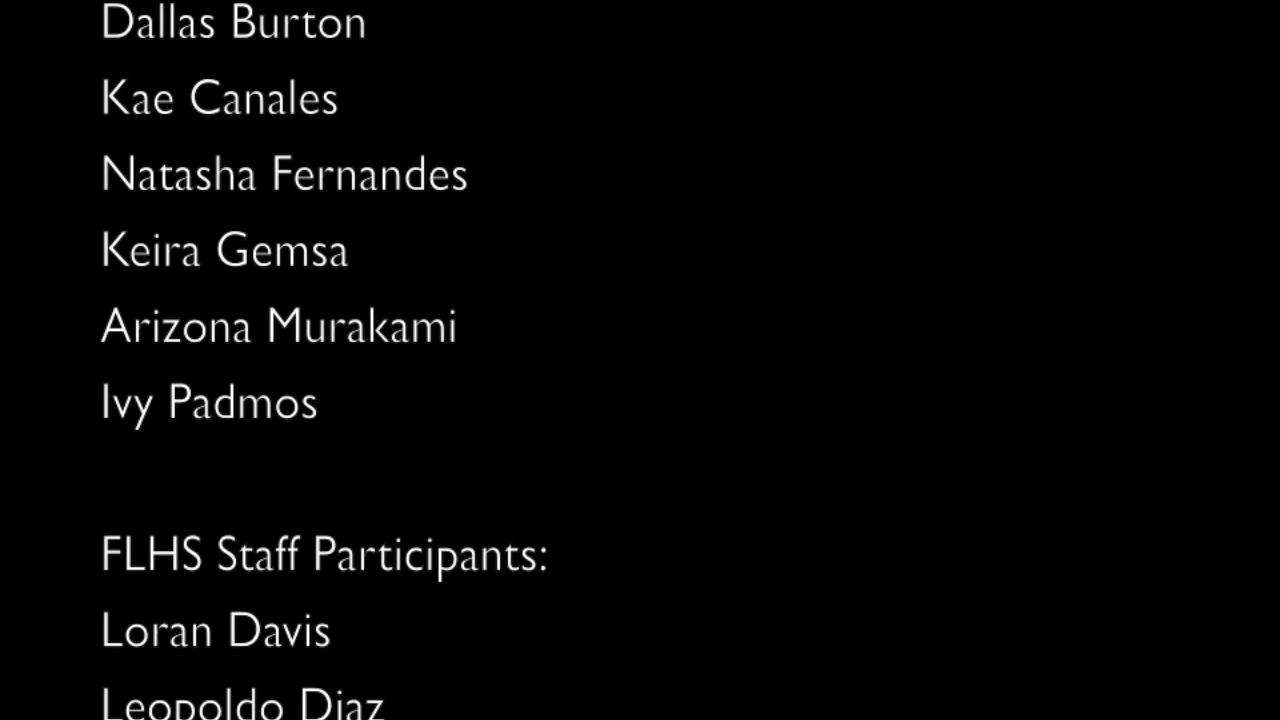 Dallas Burton
Kae Canales
Natasha Fernandes
Keira Gemsa
Arizona Murakami
Ivy Padmos
FLHS Staff Participants:
Loran Davis
Leopoldo Diaz